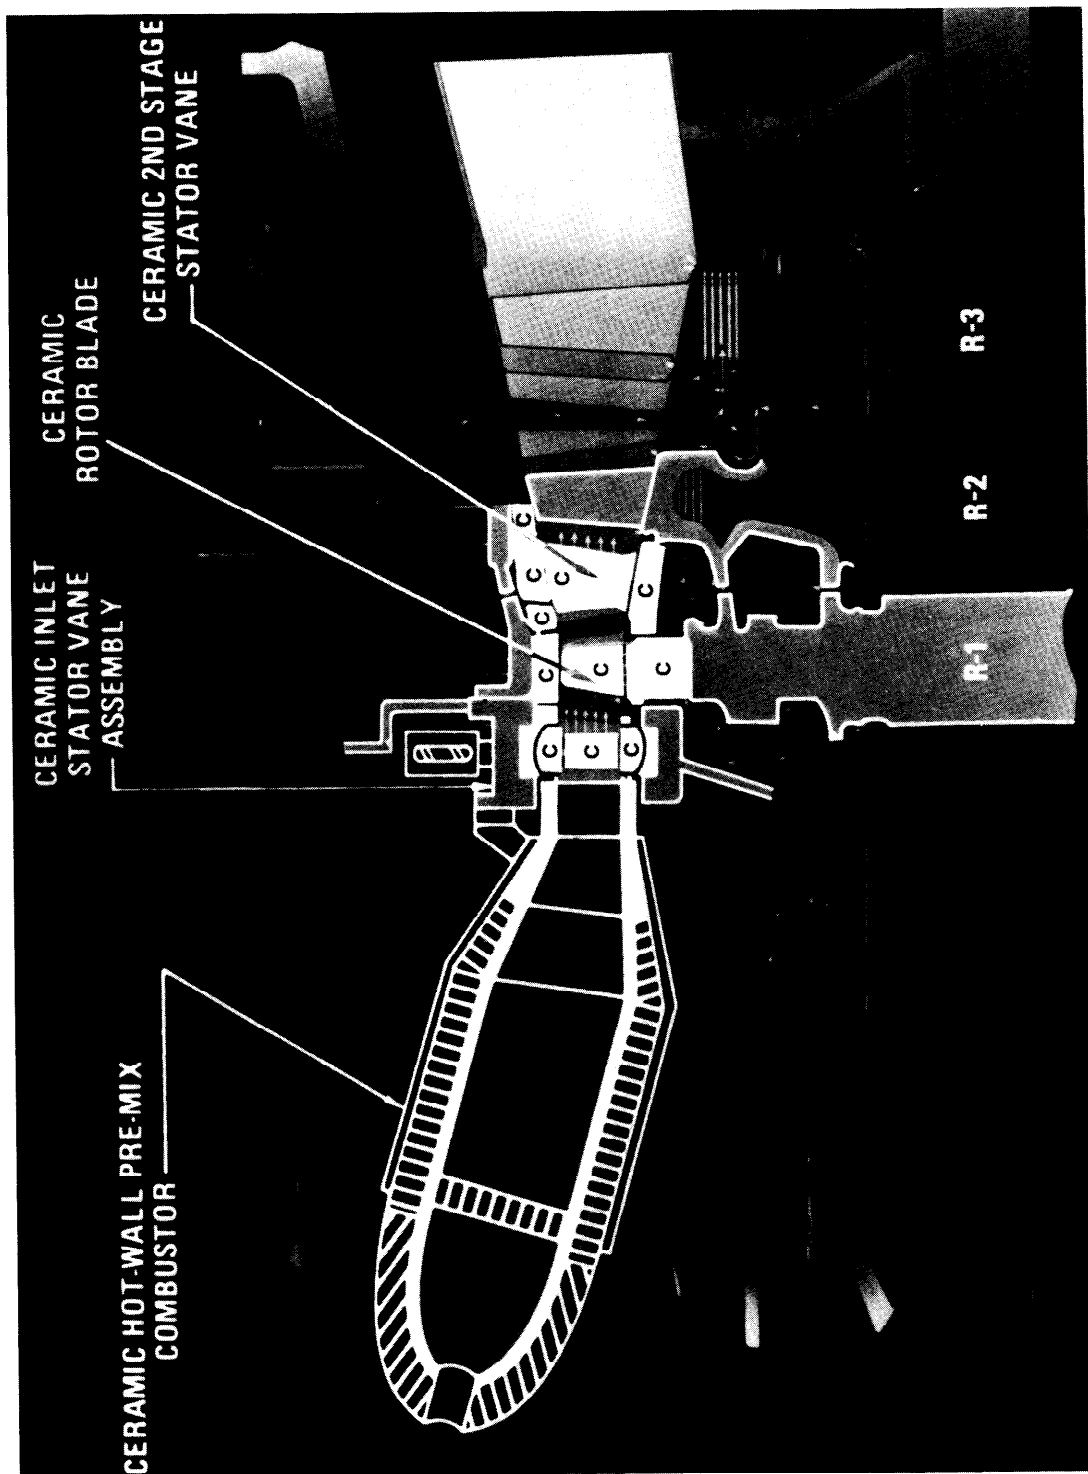 CERAMIC HOT-WALL PRE-MIX
COMBUSTOR
CERAMIC INLET
STATOR VANE
ASSEMBLY
CERAMIC
ROTOR BLADE
CERAMIC 2ND STAGE
STATOR VANE
C
C
C
C
C
C
C
C
C
C
C
R-1
R-2
R-3